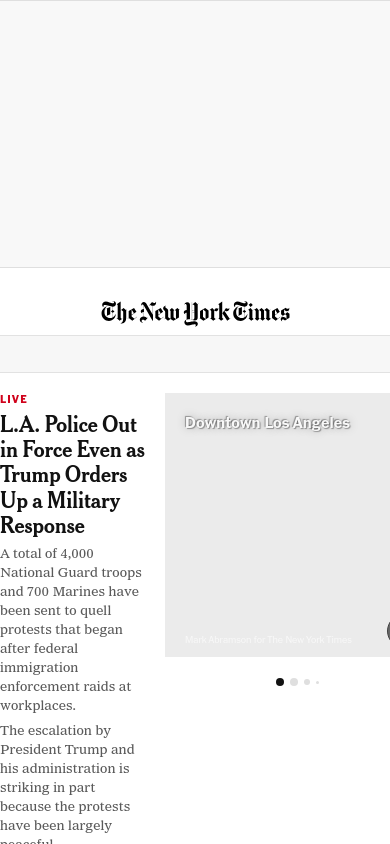 The New York Times
LIVE
L.A. Police Out
in Force Even as
Trump Orders
Up a Military
Response
A total of 4,000
National Guard troops
and 700 Marines have
been sent to quell
protests that began
after federal
immigration
enforcement raids at
workplaces.
The escalation by
President Trump and
his administration is
striking in part
because the protests
have been largely
peaceful.
Downtown Los Angeles
Mark Abramson for The New York Times